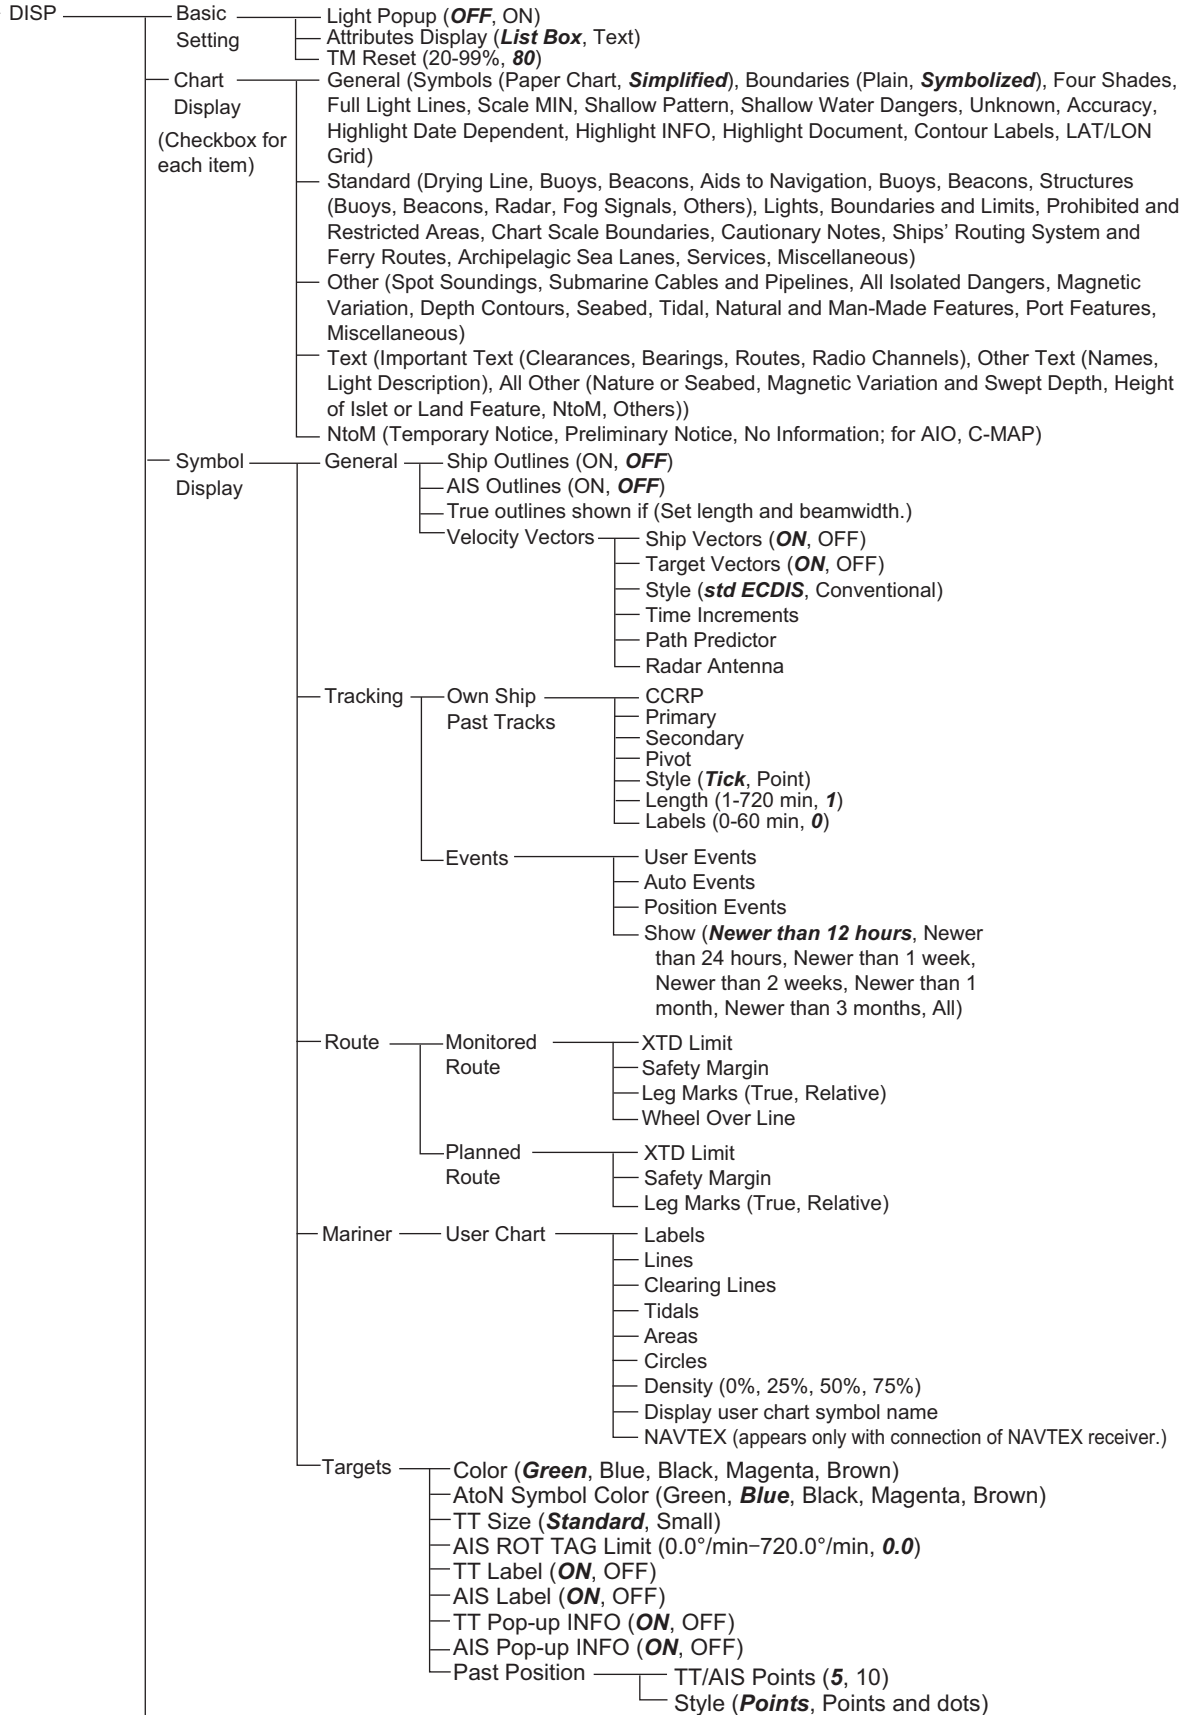 DISP
Basic
Setting
Light Popup (OFF, ON)
Attributes Display (List Box, Text)
TM Reset (20-99%, 80)
Chart
Display
(Checkbox for
each item)
General (Symbols (Paper Chart, Simplified), Boundaries (Plain, Symbolized), Four Shades,
Full Light Lines, Scale MIN, Shallow Pattern, Shallow Water Dangers, Unknown, Accuracy,
Highlight Date Dependent, Highlight INFO, Highlight Document, Contour Labels, LAT/LON
Grid)
Standard (Drying Line, Buoys, Beacons, Aids to Navigation, Buoys, Beacons, Structures
(Buoys, Beacons, Radar, Fog Signals, Others), Lights, Boundaries and Limits, Prohibited and
Restricted Areas, Chart Scale Boundaries, Cautionary Notes, Ships' Routing System and
Ferry Routes, Archipelagic Sea Lanes, Services, Miscellaneous)
Other (Spot Soundings, Submarine Cables and Pipelines, All Isolated Dangers, Magnetic
Variation, Depth Contours, Seabed, Tidal, Natural and Man-Made Features, Port Features,
Miscellaneous)
Text (Important Text (Clearances, Bearings, Routes, Radio Channels), Other Text (Names,
Light Description), All Other (Nature or Seabed, Magnetic Variation and Swept Depth, Height
of Islet or Land Feature, NtoM, Others))
NtoM (Temporary Notice, Preliminary Notice, No Information; for AIO, C-MAP)
Symbol
Display
General
Ship Outlines (ON, OFF)
AIS Outlines (ON, OFF)
True outlines shown if (Set length and beamwidth.)
Velocity Vectors
Ship Vectors (ON, OFF)
Target Vectors (ON, OFF)
Style (std ECDIS, Conventional)
Time Increments
Path Predictor
Radar Antenna
Tracking
Own Ship
Past Tracks
CCRP
Primary
Secondary
Pivot
Style (Tick, Point)
Length (1-720 min, 1)
Labels (0-60 min, 0)
Events
User Events
Auto Events
Position Events
Show (Newer than 12 hours, Newer
than 24 hours, Newer than 1 week,
Newer than 2 weeks, Newer than 1
month, Newer than 3 months, All)
Route
Monitored
Route
XTD Limit
Safety Margin
Leg Marks (True, Relative)
Wheel Over Line
Planned
Route
XTD Limit
Safety Margin
Leg Marks (True, Relative)
Mariner
User Chart
Labels
Lines
Clearing Lines
Tidals
Areas
Circles
Density (0%, 25%, 50%, 75%)
Display user chart symbol name
NAVTEX (appears only with connection of NAVTEX receiver.)
Targets
Color (Green, Blue, Black, Magenta, Brown)
AtoN Symbol Color (Green, Blue, Black, Magenta, Brown)
TT Size (Standard, Small)
AIS ROT TAG Limit (0.0°/min–720.0°/min, 0.0)
TT Label (ON, OFF)
AIS Label (ON, OFF)
TT Pop-up INFO (ON, OFF)
AIS Pop-up INFO (ON, OFF)
Past Position
TT/AIS Points (5, 10)
Style (Points, Points and dots)